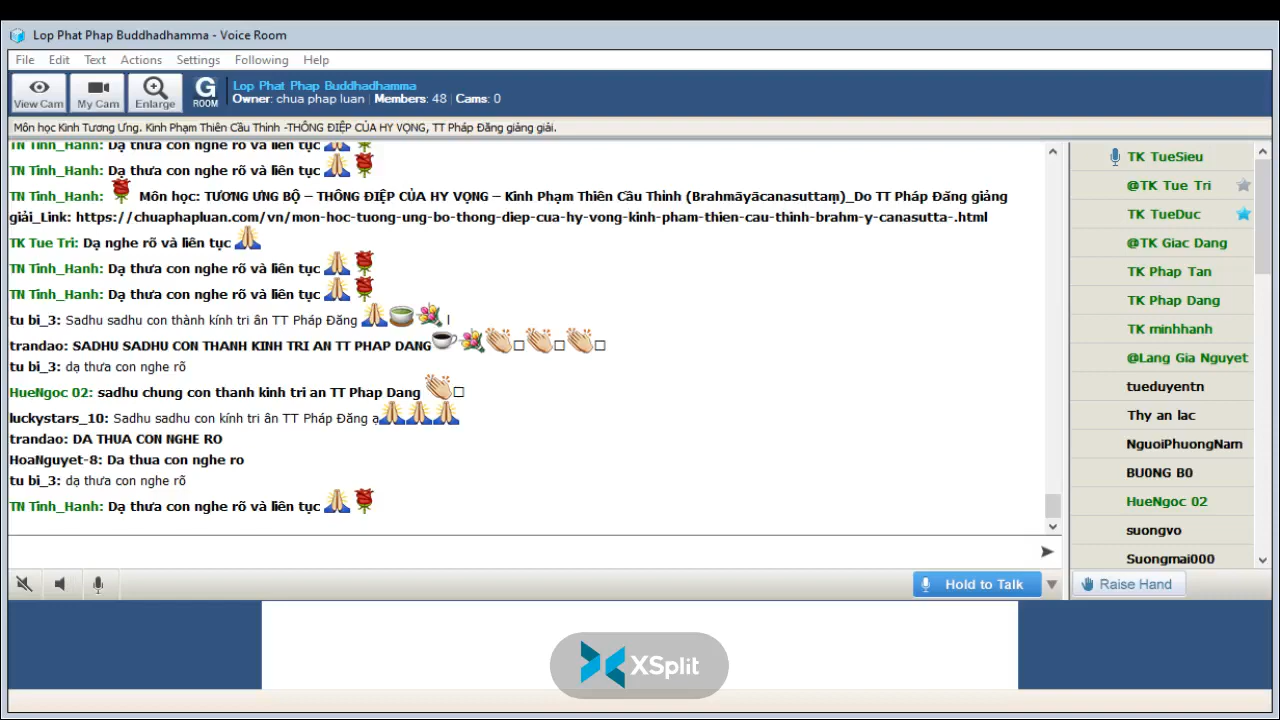 Lop Phat Phap Buddhadhamma - Voice Room
File Edit Text Actions Settings Following Help
View Cam My Cam Enlarge G ROOM
Lop Phat Phap Buddhadhamma
Owner: chua phap luan | Members: 48 | Cams: 0
Môn học Kinh Tương Ưng. Kinh Phạm Thiên Cầu Thỉnh -THÔNG ĐIỆP CỦA HY VỌNG, TT Pháp Đăng giảng giải.
TN Tinh_Hanh: Dạ thưa con nghe rõ và liên tục
TN Tinh_Hanh: Dạ thưa con nghe rõ và liên tục
TN Tinh_Hanh: Môn học: TƯƠNG ƯNG BỘ – THÔNG ĐIỆP CỦA HY VỌNG – Kinh Phạm Thiên Cầu Thỉnh (Brahmāyācanasuttaṃ)_Do TT Pháp Đăng giảng
giải_Link: https://chuaphapluan.com/vn/mon-hoc-tuong-ung-bo-thong-diep-cua-hy-vong-kinh-pham-thien-cau-thinh-brahm-y-canasutta-.html
TK Tue Tri: Dạ nghe rõ và liên tục
TN Tinh_Hanh: Dạ thưa con nghe rõ và liên tục
TN Tinh_Hanh: Dạ thưa con nghe rõ và liên tục
tu bi_3: Sadhu sadhu con thành kính tri ân TT Pháp Đăng l
trandao: SADHU SADHU CON THANH KINH TRI AN TT PHAP DANG
tu bi_3: dạ thưa con nghe rõ
HueNgoc 02: sadhu chung con thanh kinh tri an TT Phap Dang
luckystars_10: Sadhu sadhu con kính tri ân TT Pháp Đăng ạ
trandao: DA THUA CON NGHE RO
HoaNguyet-8: Da thua con nghe ro
tu bi_3: dạ thưa con nghe rõ
TN Tinh_Hanh: Dạ thưa con nghe rõ và liên tục
Hold to Talk
TK TueSieu
@TK Tue Tri
TK TueDuc
@TK Giac Dang
TK Phap Tan
TK Phap Dang
TK minhhanh
@Lang Gia Nguyet
tueduyentn
Thy an lac
NguoiPhuongNam
BU0NG B0
HueNgoc 02
suongvo
Suongmai000
Raise Hand
XSplit